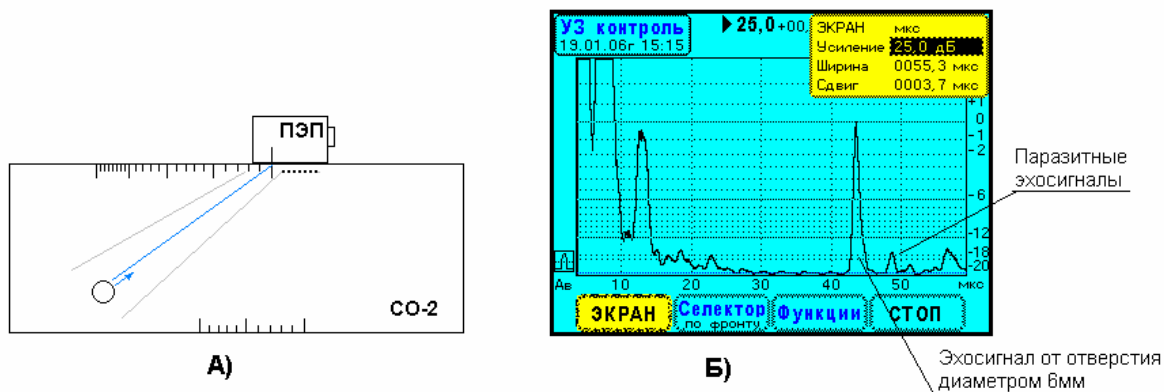 ПЭП
СО-2
А)
УЗ контроль
19.01.06г 15:15
25,0+00,
ЭКРАН мкс
Усиление 25,0 дБ
Ширина 0055,3 мкс
Сдвиг 0003,7 мкс
+1
0
-1
-2
-6
-12
-18
-20
Ав 10 20 30 40 50 мкс
ЭКРАН
Селектор
по фронту
Функции
СТОП
Б)
Паразитные
эхосигналы
Эхосигнал от отверстия
диаметром 6мм